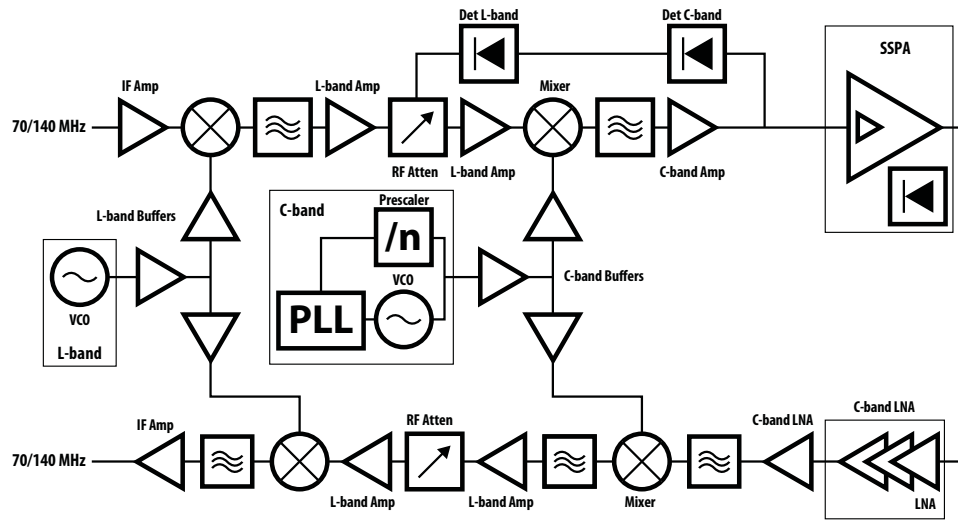 Det L-band
Det C-band
SSPA
IF Amp
L-band Amp
Mixer
70/140 MHz
RF Atten
L-band Amp
C-band Amp
L-band Buffers
C-band
Prescaler
/n
VCO
C-band Buffers
PLL
VCO
L-band
IF Amp
RF Atten
C-band LNA
C-band LNA
70/140 MHz
L-band Amp
L-band Amp
Mixer
LNA